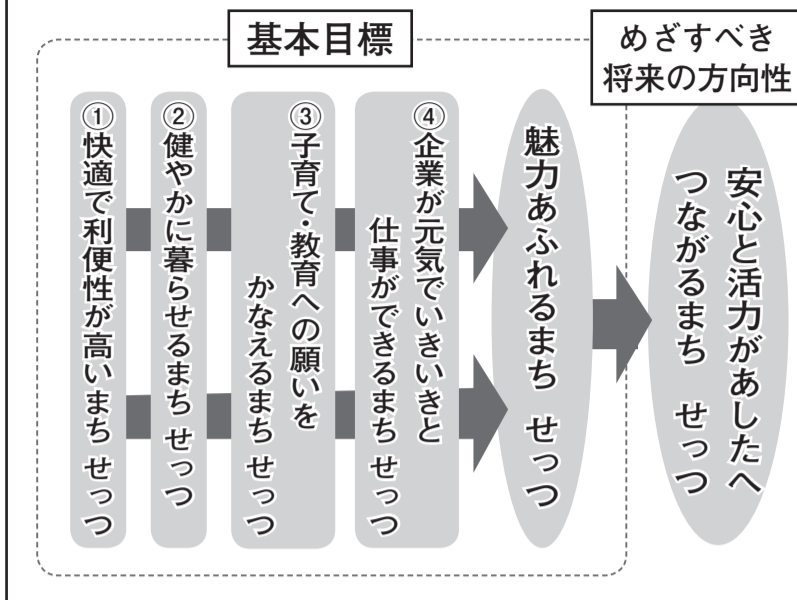 基本目標
めざすべき
将来の方向性
①快適で利便性が高いまち せっつ
②健やかに暮らせるまち せっつ
③子育て・教育への願いを
かなえるまち せっつ
④企業が元気でいきいきと
仕事ができるまち せっつ
魅力あふれるまち せっつ
安心と活力があしたへ
つながるまち せっつ